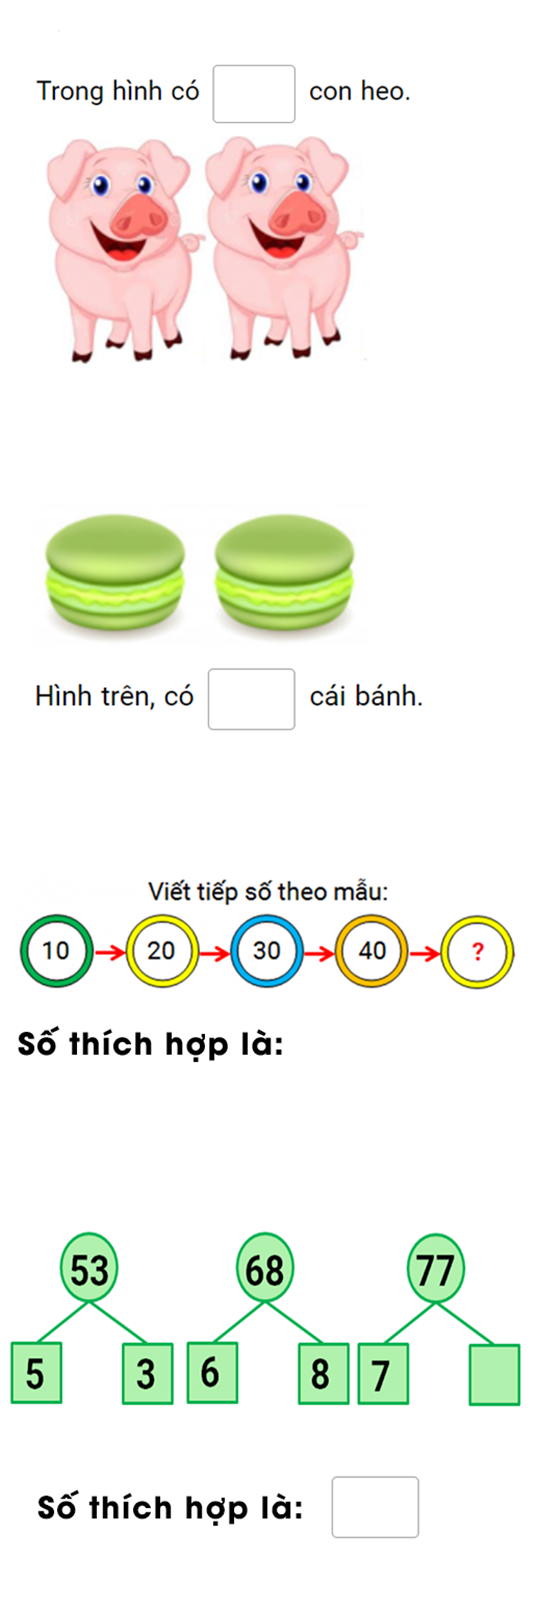 Trong hình có con heo.
Hình trên, có cái bánh.
Viết tiếp số theo mẫu:
10 20 30 40 ?
Số thích hợp là:
53 68 77
5 3 6 8 7
Số thích hợp là: